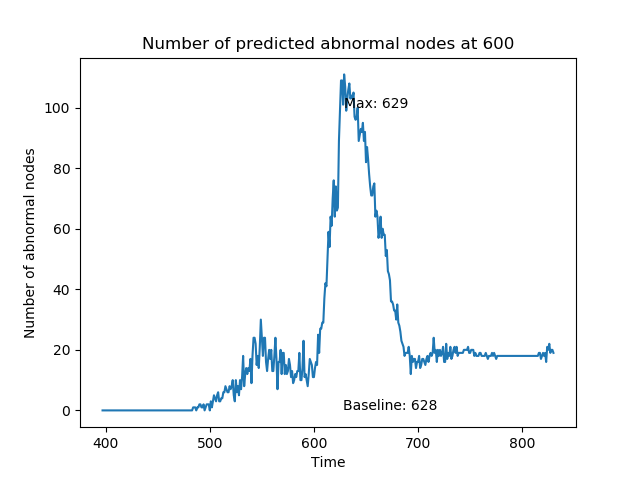 Number of predicted abnormal nodes at 600
Number of abnormal nodes
100
80
60
40
20
0
Max: 629
Baseline: 628
400
500
600
700
800
Time